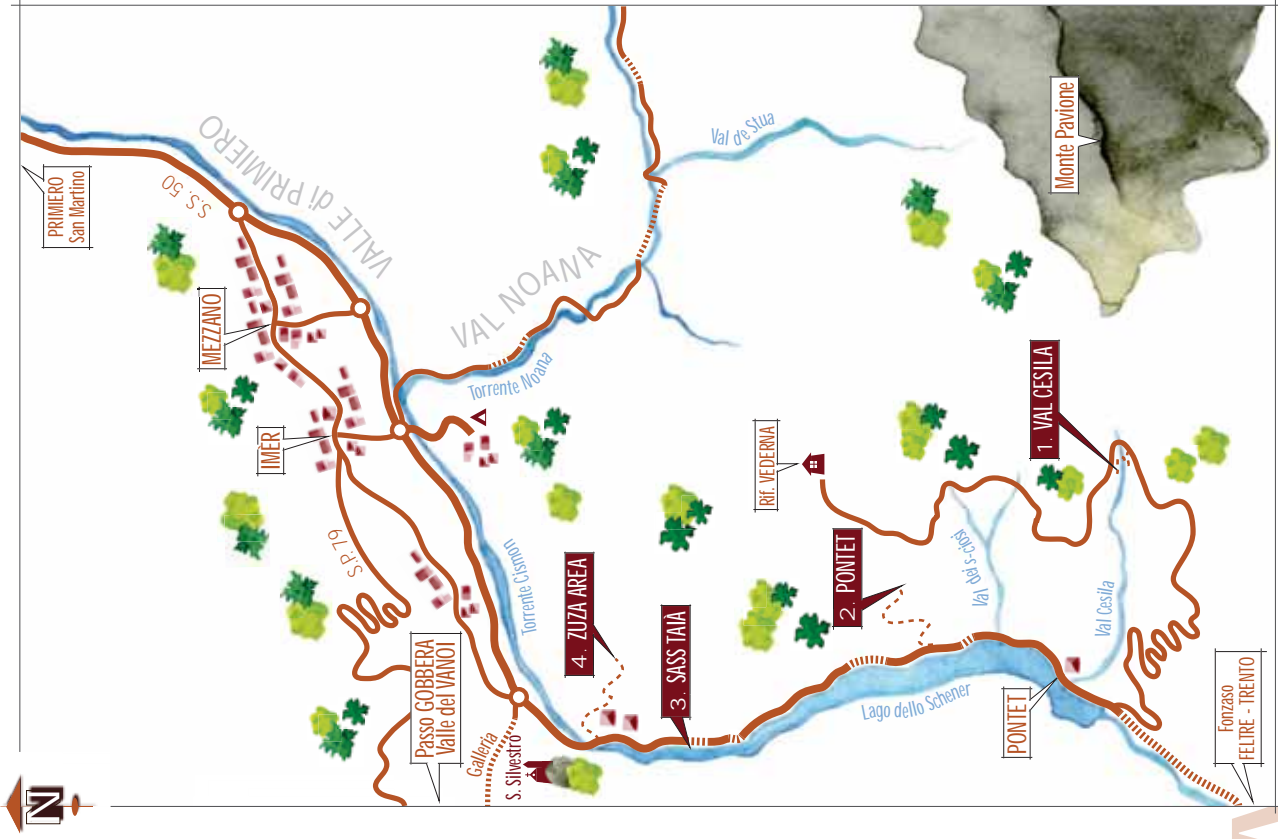 PRIMIERO
San Martino
S.S. 50
VALLE di PRIMIERO
MEZZANO
IMÈR
VAL NOANA
Torrente Noana
Val de Stua
Monte Pavione
S.P. 79
Passo GOBBERA
Valle del VANOI
Galleria
S. Silvestro
Torrente Cismon
4. ZUZA AREA
3. SASS TAIÀ
Rif. VEDERNA
2. PONTET
1. VAL CESILA
Val dei s-ciosi
Val Cesila
Lago dello Schener
PONTET
Fonzaso
FELTRE - TRENTO
N